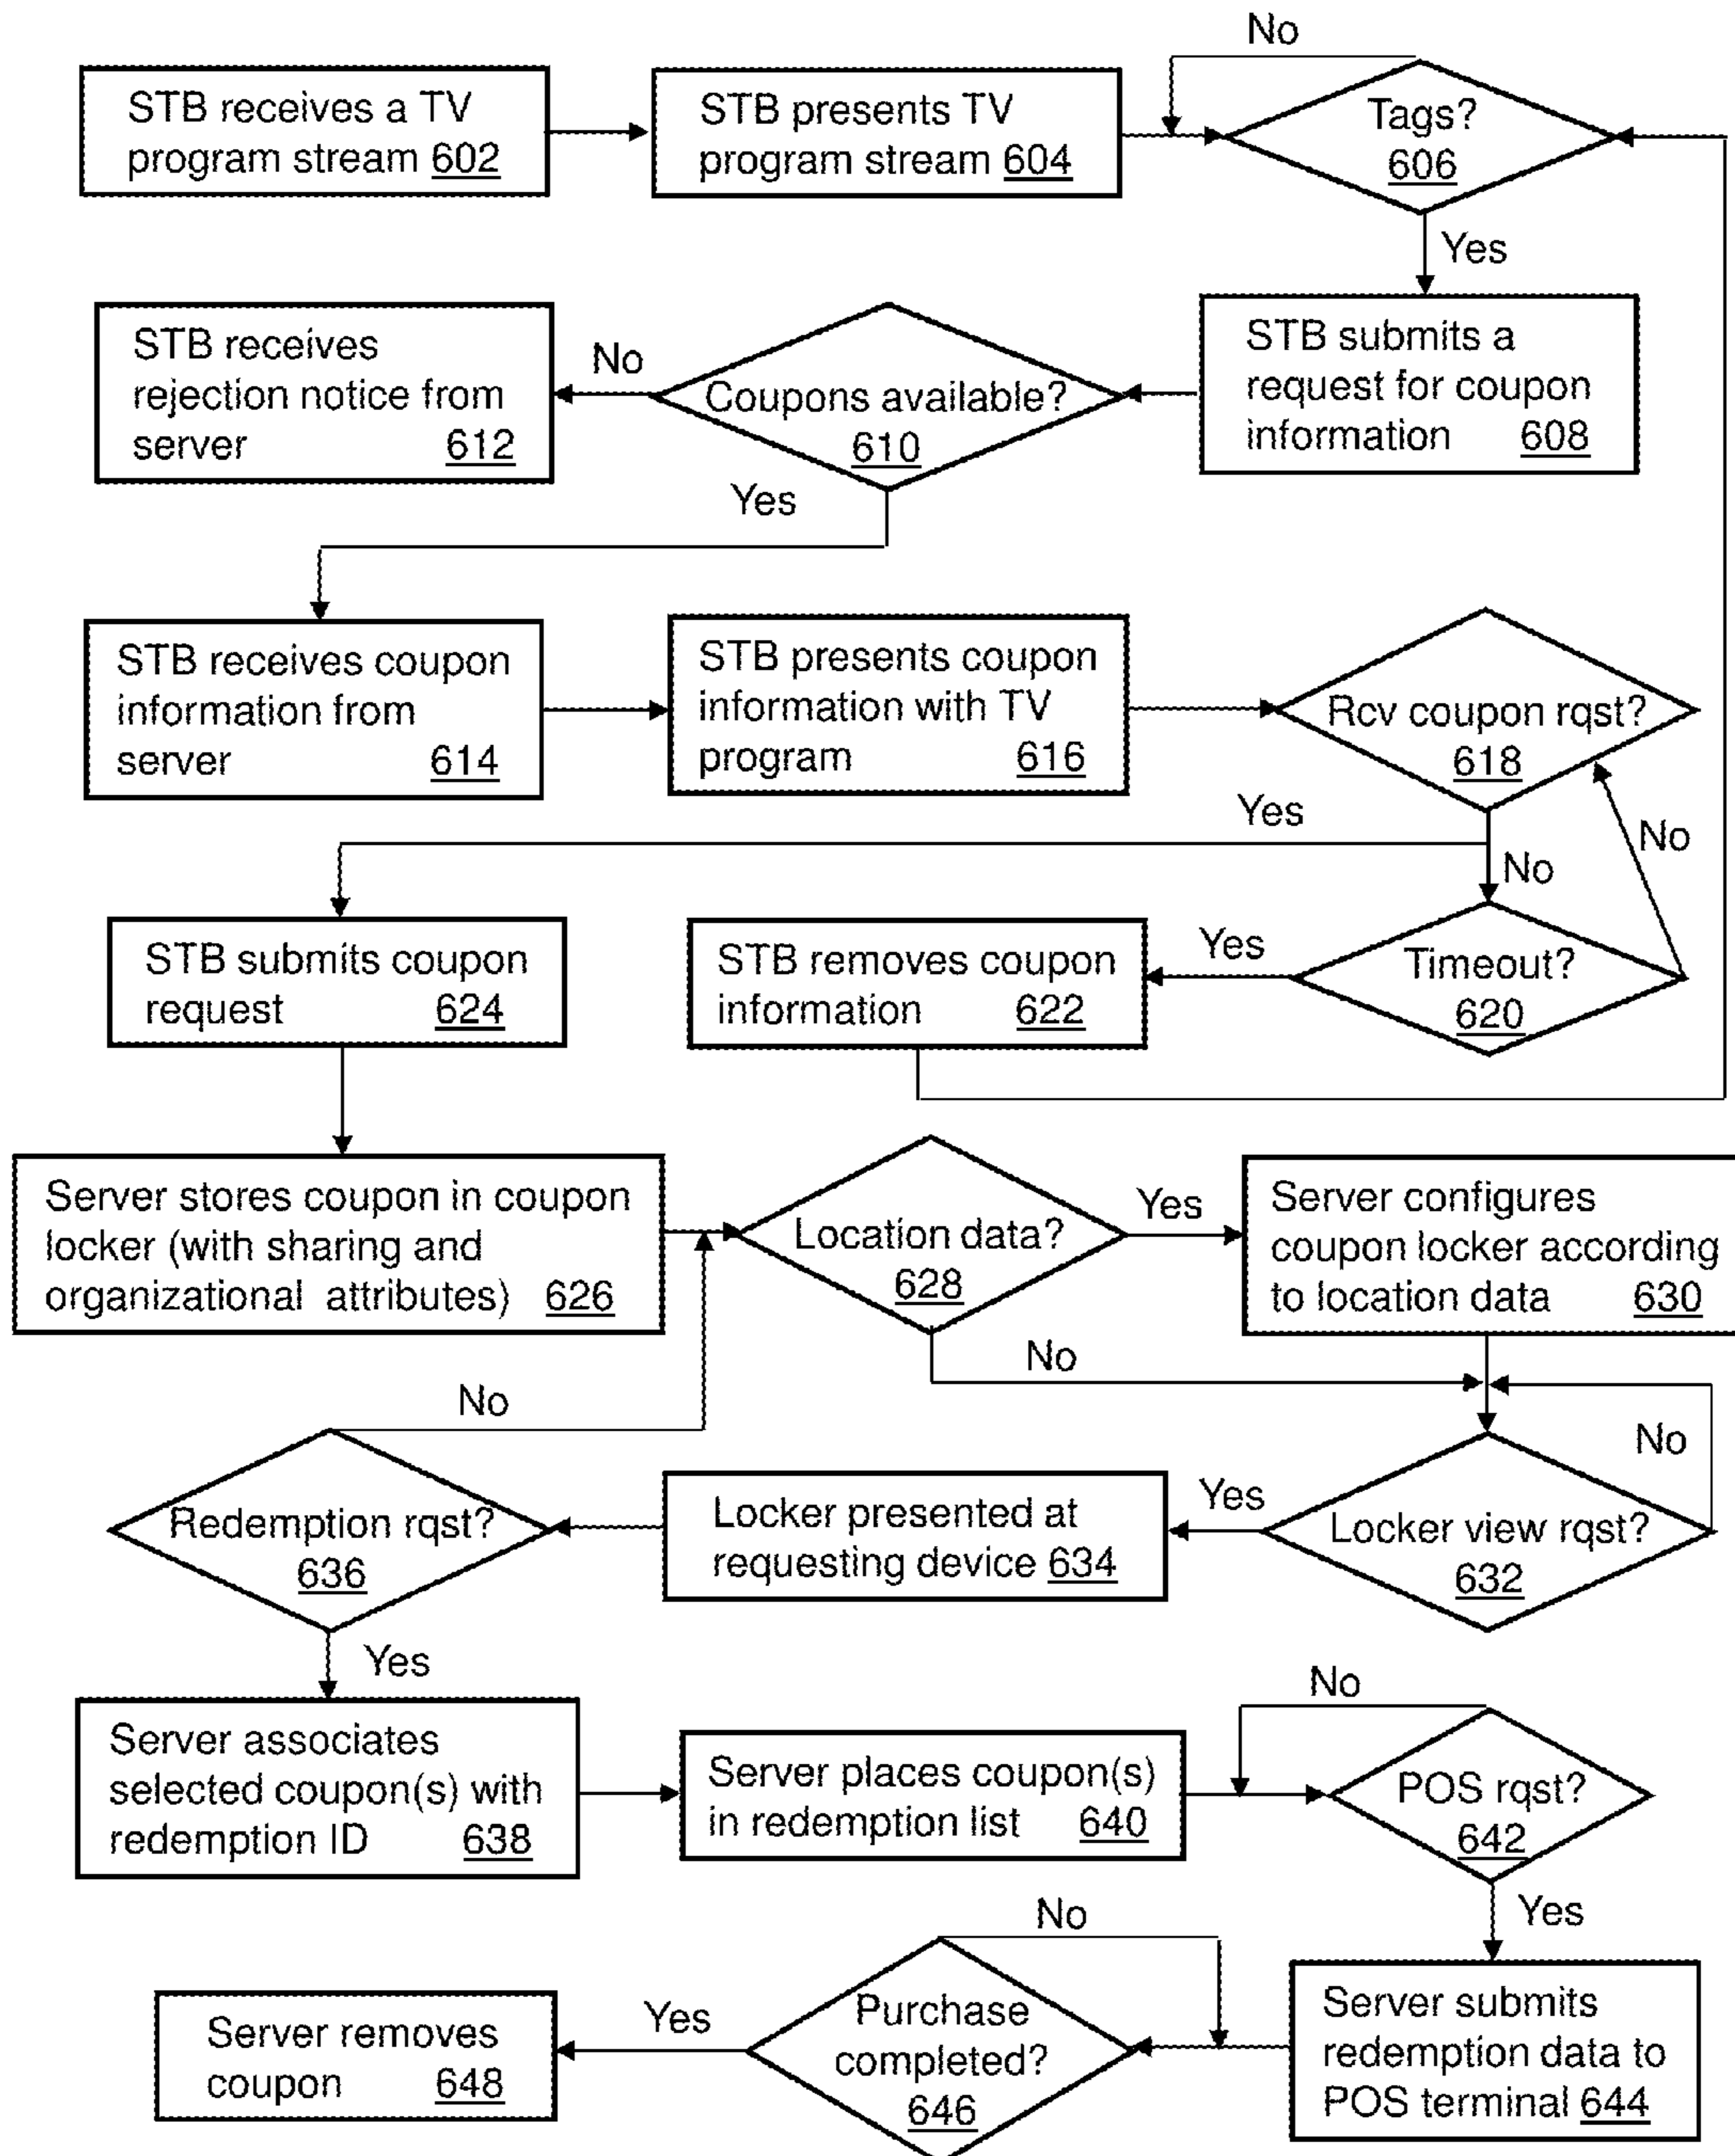 No
STB receives a TV
program stream 602
STB presents TV
program stream 604
Tags?
606
Yes
STB receives
rejection notice from
server 612
No
Coupons available?
610
STB submits a
request for coupon
information 608
Yes
STB receives coupon
information from
server 614
STB presents coupon
information with TV
program 616
Rcv coupon rqst?
618
Yes
No
No
STB submits coupon
request 624
STB removes coupon
information 622
Yes
Timeout?
620
Server stores coupon in coupon
locker (with sharing and
organizational attributes) 626
Location data?
628
Yes
Server configures
coupon locker according
to location data 630
No
No
No
Redemption rqst?
636
Locker presented at
requesting device 634
Yes
Locker view rqst?
632
Yes
No
Server associates
selected coupon(s) with
redemption ID 638
Server places coupon(s)
in redemption list 640
POS rqst?
642
Yes
No
Server removes
coupon 648
Yes
Purchase
completed?
646
Server submits
redemption data to
POS terminal 644